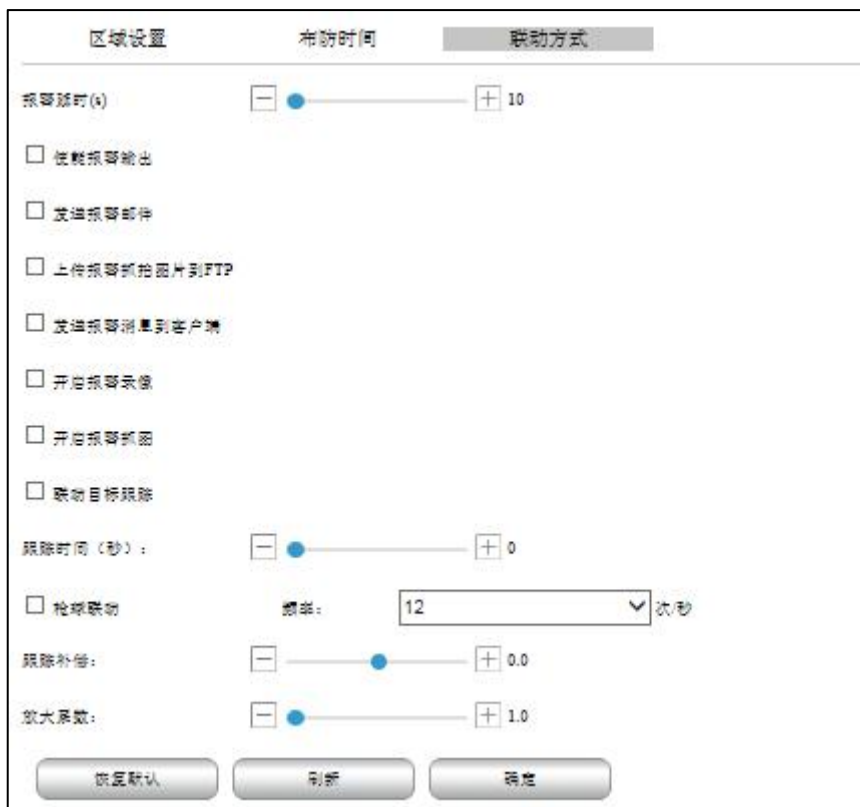 区域设置 布防时间 联动方式
报警延时(s) 10
使能报警输出
发送报警邮件
上传报警抓拍图片到FTP
发送报警消息到客户端
开启报警录像
开启报警抓图
联动目标跟踪
跟踪时间（秒）： 0
枪球联动 频率： 12 次/秒
跟踪补偿： 0.0
放大系数： 1.0
恢复默认 刷新 确定